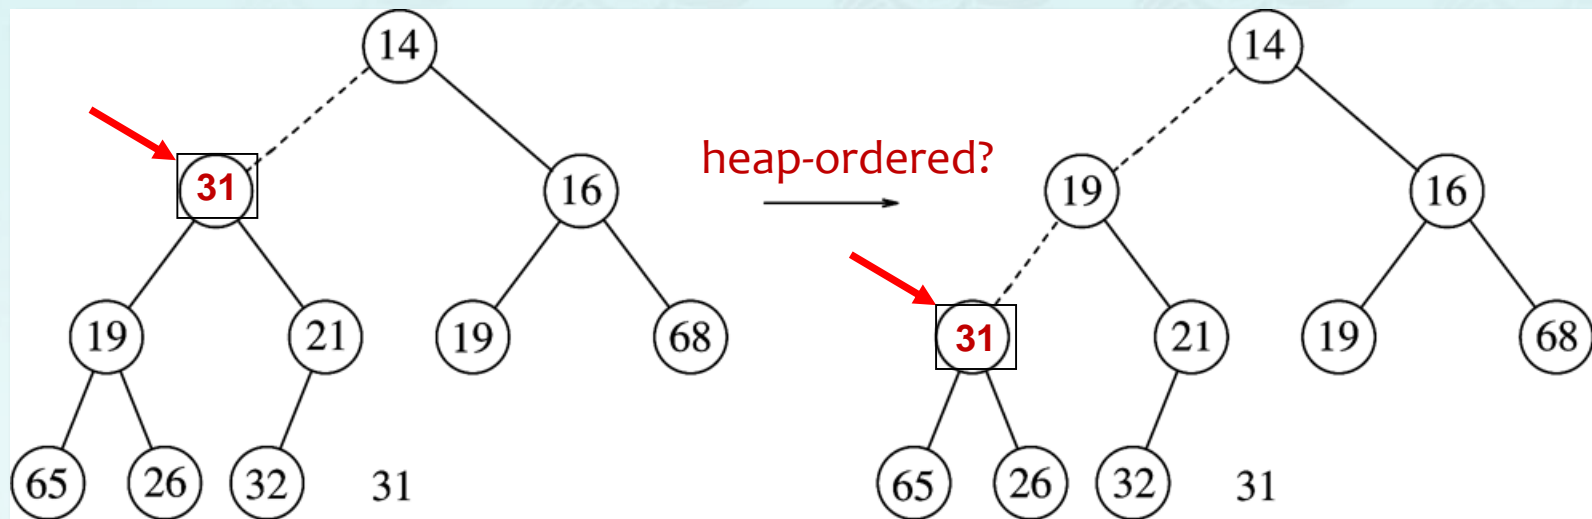 14 14
heap-ordered?
31 16 19 16
19 21 19 68 31 21 19 68
65 26 32 31 65 26 32 31